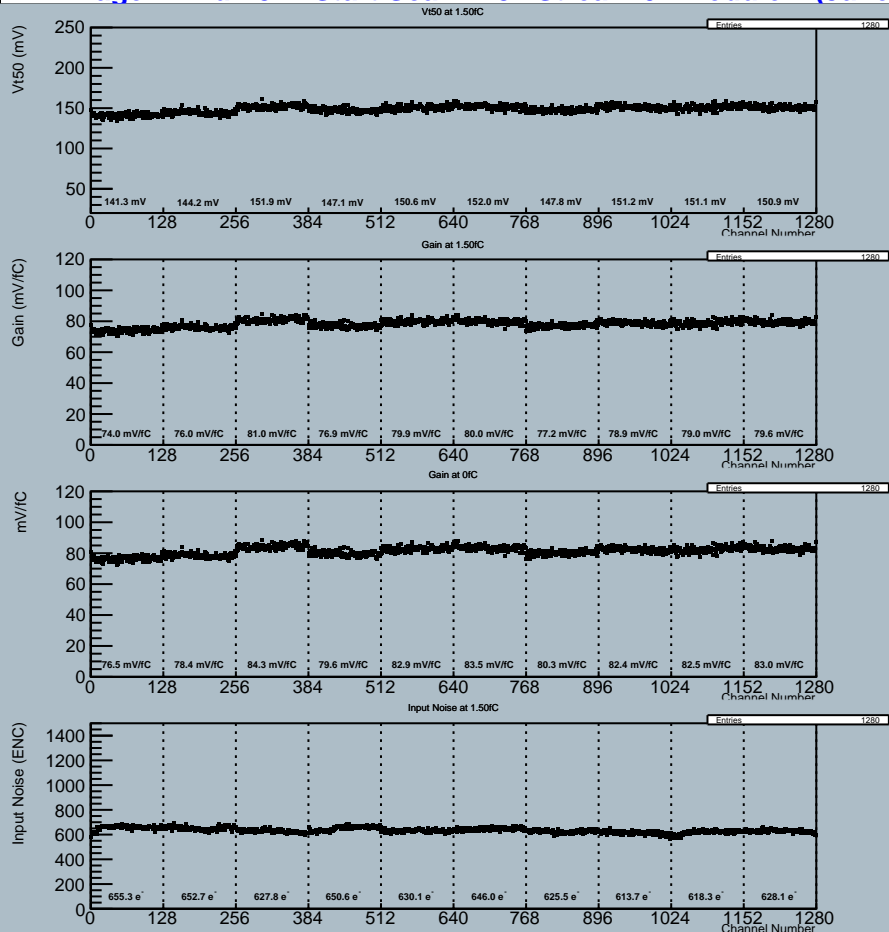 Vt50 at 1.50fC
Entries 1280
Vt50 (mV)
250
200
150
100
50
141.3 mV 144.2 mV 151.9 mV 147.1 mV 150.6 mV 152.0 mV 147.8 mV 151.2 mV 151.1 mV 150.9 mV
0 128 256 384 512 640 768 896 1024 1152 1280
Channel Number
Gain at 1.50fC
Entries 1280
Gain (mV/fC)
120
100
80
60
40
20
0
74.0 mV/fC 76.0 mV/fC 81.0 mV/fC 76.9 mV/fC 79.9 mV/fC 80.0 mV/fC 77.2 mV/fC 78.9 mV/fC 79.0 mV/fC 79.6 mV/fC
0 128 256 384 512 640 768 896 1024 1152 1280
Channel Number
Gain at 0fC
Entries 1280
mV/fC
120
100
80
60
40
20
0
76.5 mV/fC 78.4 mV/fC 84.3 mV/fC 79.6 mV/fC 82.9 mV/fC 83.5 mV/fC 80.3 mV/fC 82.4 mV/fC 82.5 mV/fC 83.0 mV/fC
0 128 256 384 512 640 768 896 1024 1152 1280
Channel Number
Input Noise at 1.50fC
Entries 1280
Input Noise (ENC)
1400
1200
1000
800
600
400
200
0
655.3 e⁻ 652.7 e⁻ 627.8 e⁻ 650.6 e⁻ 630.1 e⁻ 646.0 e⁻ 625.5 e⁻ 613.7 e⁻ 618.3 e⁻ 628.1 e⁻
0 128 256 384 512 640 768 896 1024 1152 1280
Channel Number